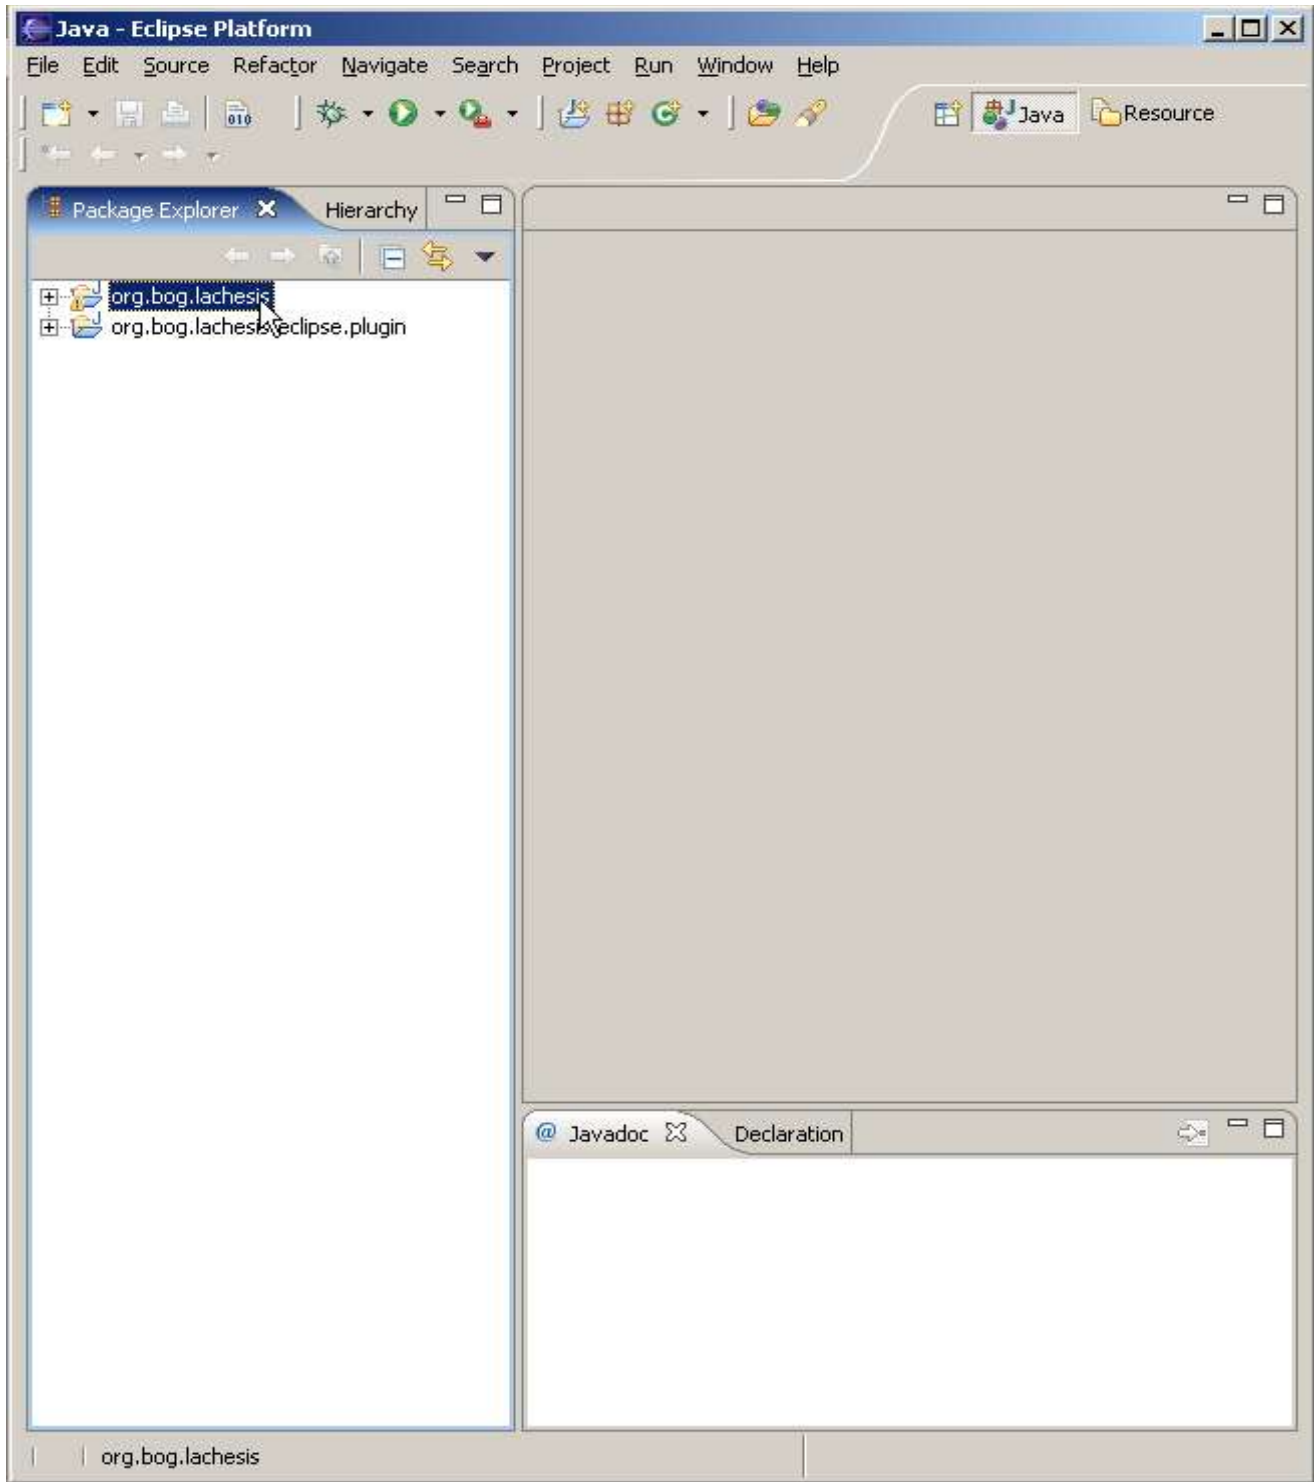 Java - Eclipse Platform
File Edit Source Refactor Navigate Search Project Run Window Help
010
Java Resource
Package Explorer Hierarchy
org.bog.lachesis
org.bog.lachesis.eclipse.plugin
@ Javadoc Declaration
org.bog.lachesis